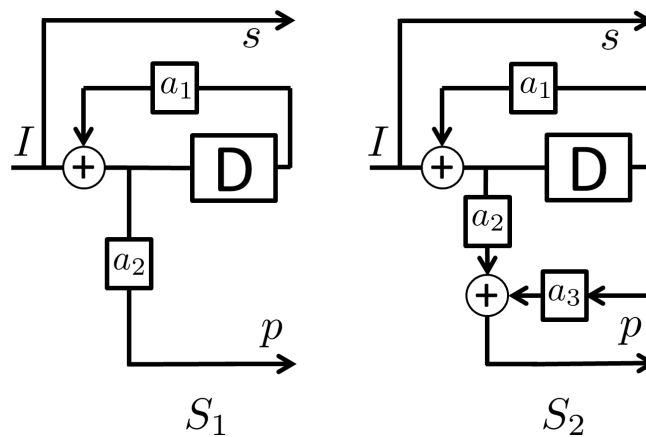 s
a₁
I
+
D
a₂
p
S₁
s
a₁
I
+
D
a₂
+
a₃
p
S₂